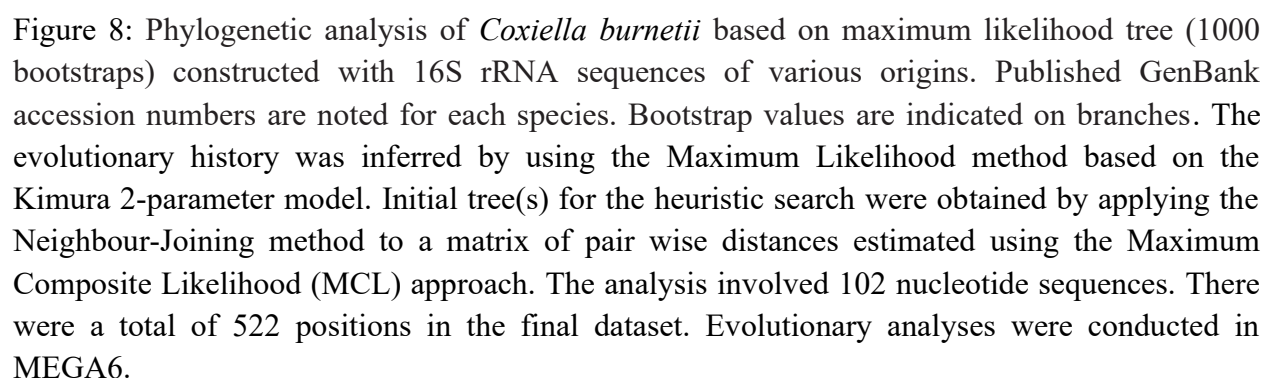 Figure 8: Phylogenetic analysis of Coxiella burnetii based on maximum likelihood tree (1000
bootstraps) constructed with 16S rRNA sequences of various origins. Published GenBank
accession numbers are noted for each species. Bootstrap values are indicated on branches. The
evolutionary history was inferred by using the Maximum Likelihood method based on the
Kimura 2-parameter model. Initial tree(s) for the heuristic search were obtained by applying the
Neighbour-Joining method to a matrix of pair wise distances estimated using the Maximum
Composite Likelihood (MCL) approach. The analysis involved 102 nucleotide sequences. There
were a total of 522 positions in the final dataset. Evolutionary analyses were conducted in
MEGA6.